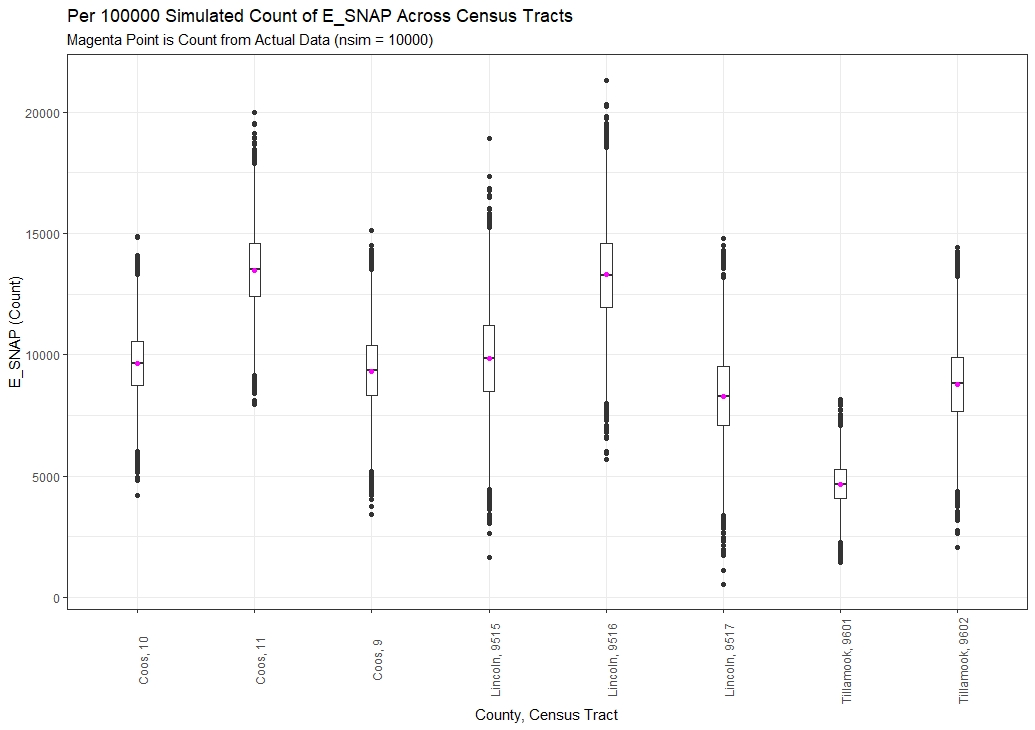 Per 100000 Simulated Count of E_SNAP Across Census Tracts
Magenta Point is Count from Actual Data (nsim = 10000)
E_SNAP (Count)
20000
15000
10000
5000
0
Coos, 10
Coos, 11
Coos, 9
Lincoln, 9515
Lincoln, 9516
Lincoln, 9517
Tillamook, 9601
Tillamook, 9602
County, Census Tract